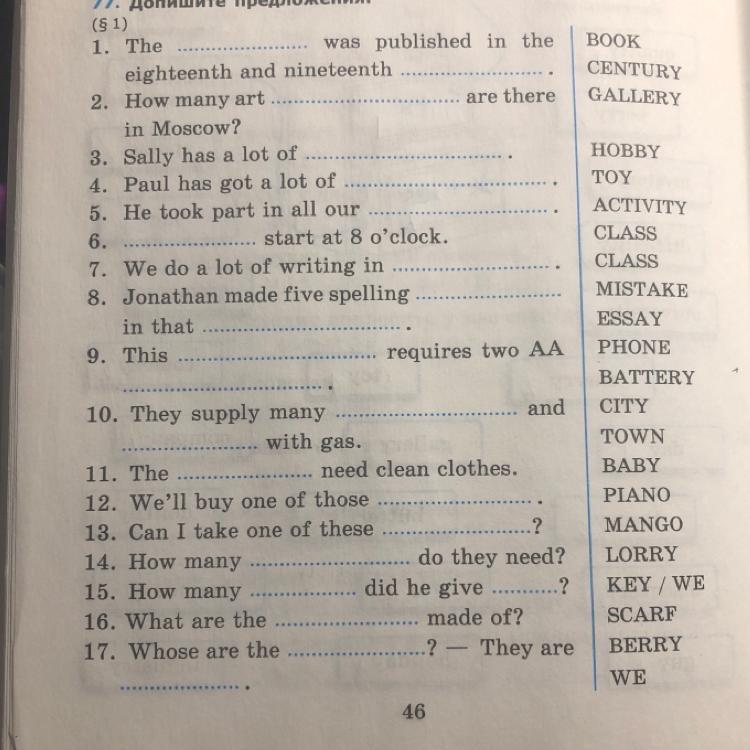 77. Допишите предложения.
(§ 1)
1. The .................... was published in the BOOK
eighteenth and nineteenth .................... . CENTURY
2. How many art .................... are there GALLERY
in Moscow?
3. Sally has a lot of .................... . HOBBY
4. Paul has got a lot of .................... . TOY
5. He took part in all our .................... . ACTIVITY
6. .................... start at 8 o’clock. CLASS
7. We do a lot of writing in .................... . CLASS
8. Jonathan made five spelling .................... MISTAKE
in that .................... . ESSAY
9. This .................... requires two AA PHONE
.................... . BATTERY
10. They supply many .................... and CITY
.................... with gas. TOWN
11. The .................... need clean clothes. BABY
12. We’ll buy one of those .................... . PIANO
13. Can I take one of these ....................? MANGO
14. How many .................... do they need? LORRY
15. How many .................... did he give ...........? KEY / WE
16. What are the .................... made of? SCARF
17. Whose are the ....................? — They are BERRY
.................... . WE
46